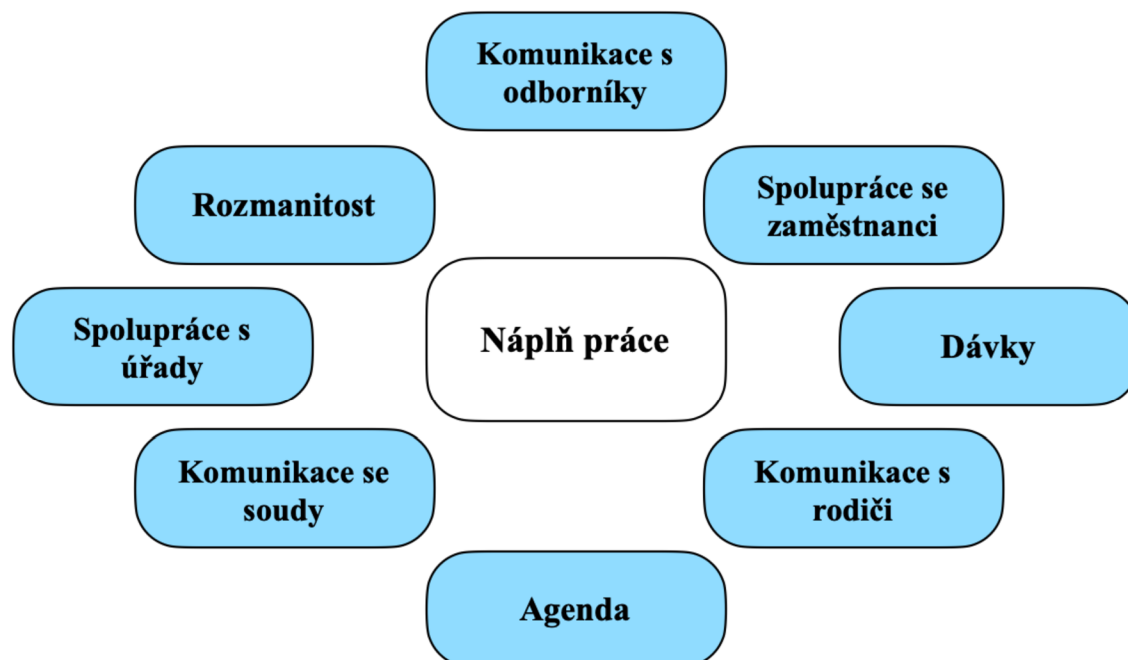 Komunikace s
odborníky
Rozmanitost
Spolupráce se
zaměstnanci
Spolupráce s
úřady
Náplň práce
Dávky
Komunikace se
soudy
Komunikace s
rodiči
Agenda